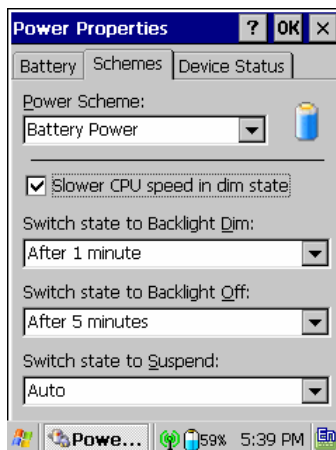 Power Properties ? OK ×
Battery Schemes Device Status
Power Scheme:
Battery Power
Slower CPU speed in dim state
Switch state to Backlight Dim:
After 1 minute
Switch state to Backlight Off:
After 5 minutes
Switch state to Suspend:
Auto
Powe... 59% 5:39 PM En